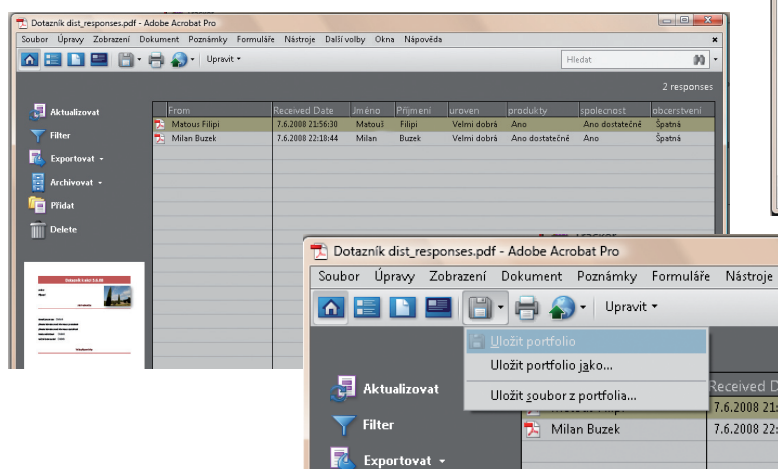 Dotazník dist_responses.pdf - Adobe Acrobat Pro
Soubor Úpravy Zobrazení Dokument Poznámky Formuláře Nástroje Další volby Okna Nápověda
Upravit
Hledat
2 responses
From Received Date Jméno Příjmení uroven produkty spolecnost obcerstveni
Matous Filipi 7.6.2008 21:56:30 Matouš Filipi Velmi dobrá Ano Ano dostatečné Špatná
Milan Buzek 7.6.2008 22:18:44 Milan Buzek Velmi dobrá Ano dostatečné Ano Špatná
Aktualizovat
Filter
Exportovat
Archivovat
Přidat
Delete
Dotazník dist_responses.pdf - Adobe Acrobat Pro
Soubor Úpravy Zobrazení Dokument Poznámky Formuláře Nástroje
Upravit
Uložit portfolio
Uložit portfolio jako...
Uložit soubor z portfolia...
Aktualizovat
Filter
Exportovat
Received D
7.6.2008 21:
Milan Buzek 7.6.2008 22: